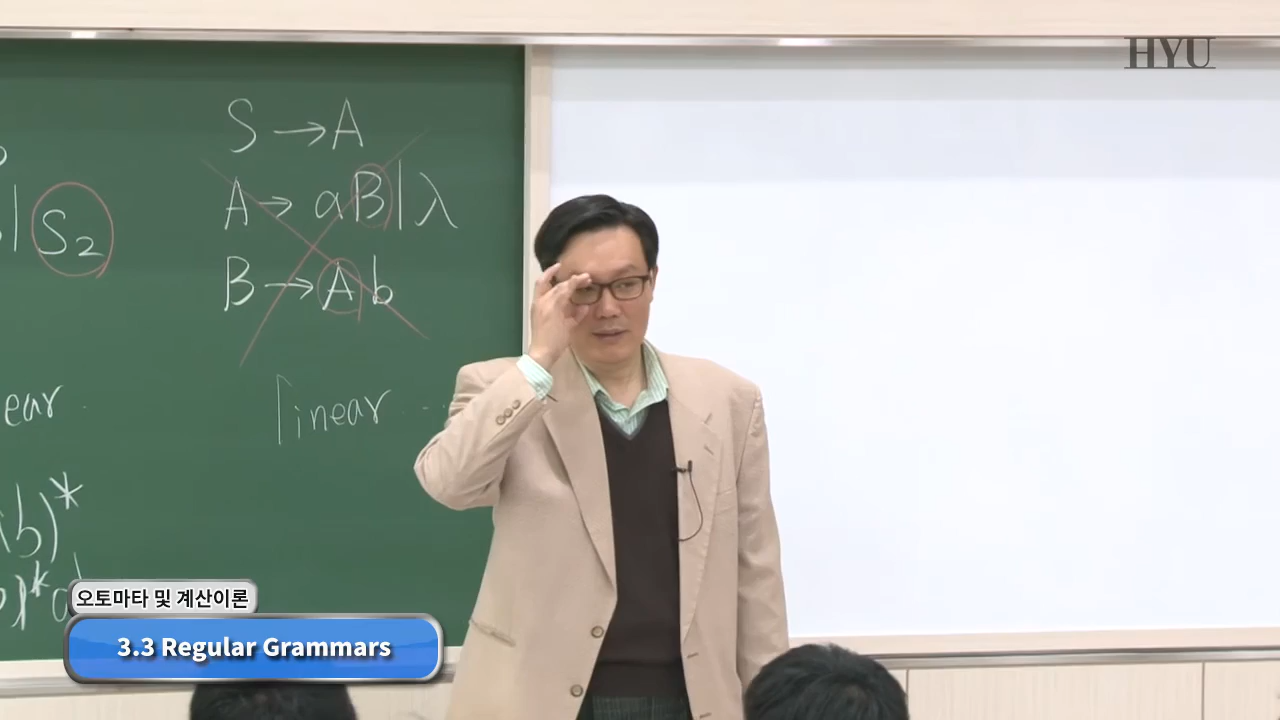 HYU
S → A
A → aB | λ
B → Ab
| S₂
linear ...
ear .
b)*
오토마타 및 계산이론
3.3 Regular Grammars